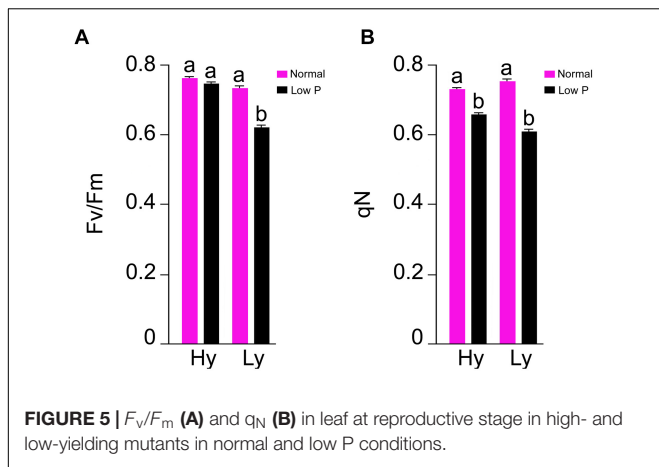 A
B
0.8
a
a
a
b
Normal
Low P
0.6
0.4
0.2
0
Fv/Fm
Hy
Ly
0.8
a
b
a
b
Normal
Low P
0.6
0.4
0.2
0
qN
Hy
Ly
FIGURE 5 | Fv/Fm (A) and qN (B) in leaf at reproductive stage in high- and
low-yielding mutants in normal and low P conditions.